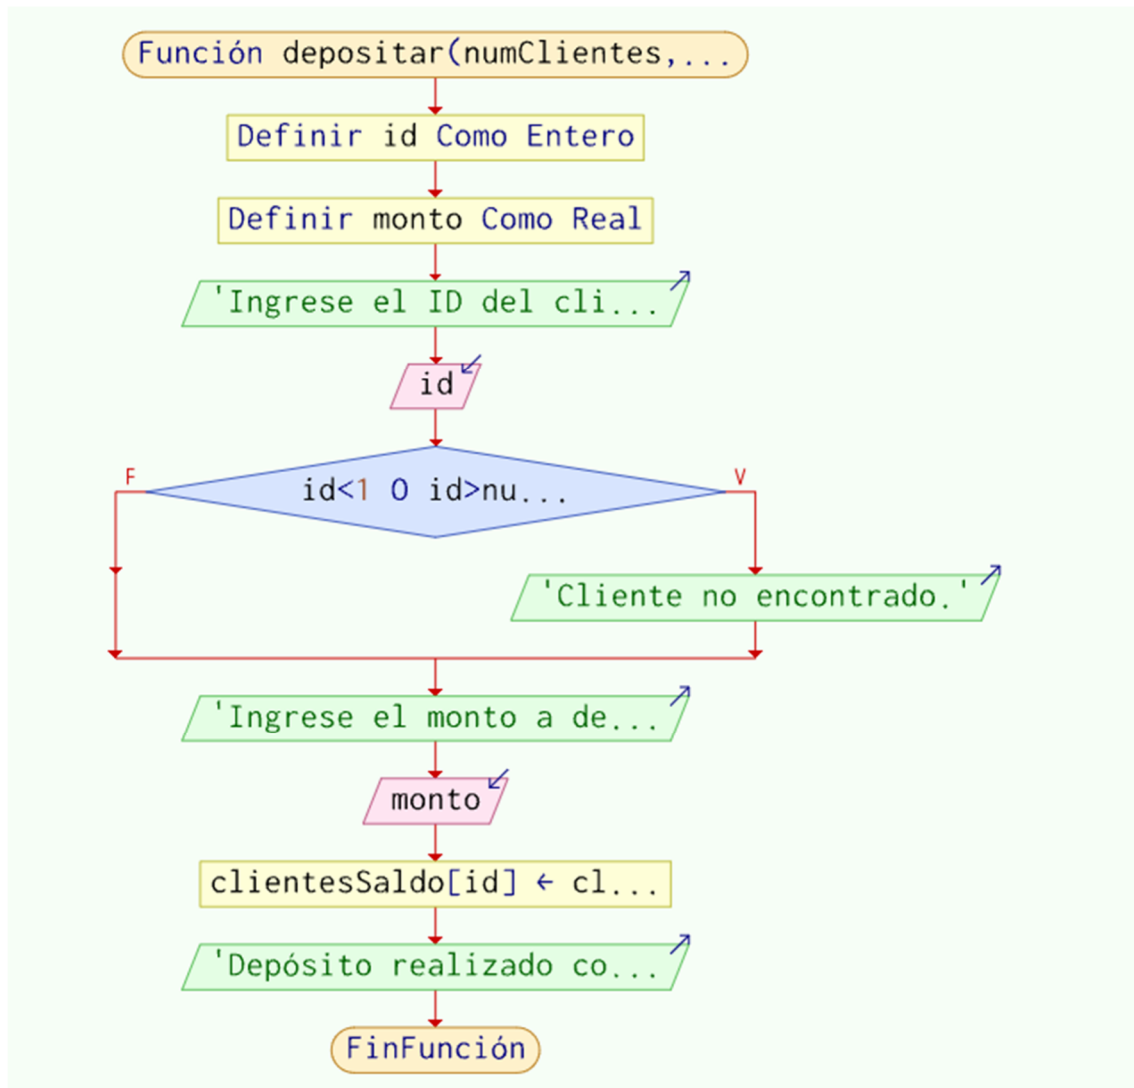 Función depositar(numClientes,...
Definir id Como Entero
Definir monto Como Real
'Ingrese el ID del cli...
id
F
id<1 O id>nu...
V
'Cliente no encontrado.'
'Ingrese el monto a de...
monto
clientesSaldo[id] ← cl...
'Depósito realizado co...
FinFunción